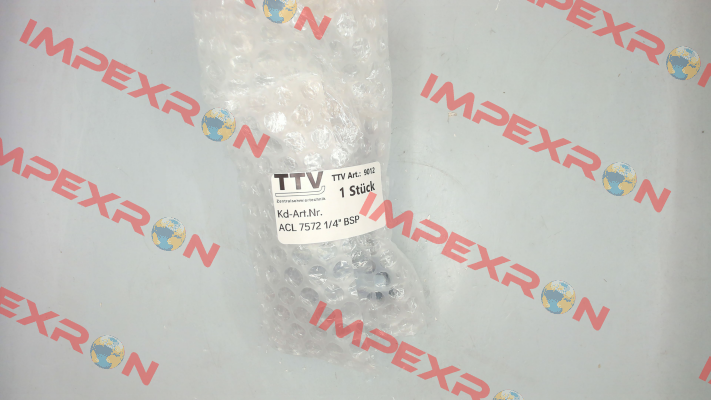 TTV
TTV Art.: 9012
1 Stück
Kd-Art.Nr.
ACL 7572 1/4" BSP
IMPEXRON
IMPEXRON
IMPEXRON
IMPEXRON
IMPEXRON
IMPEXRON
IMPEXRON
IMPEXRON